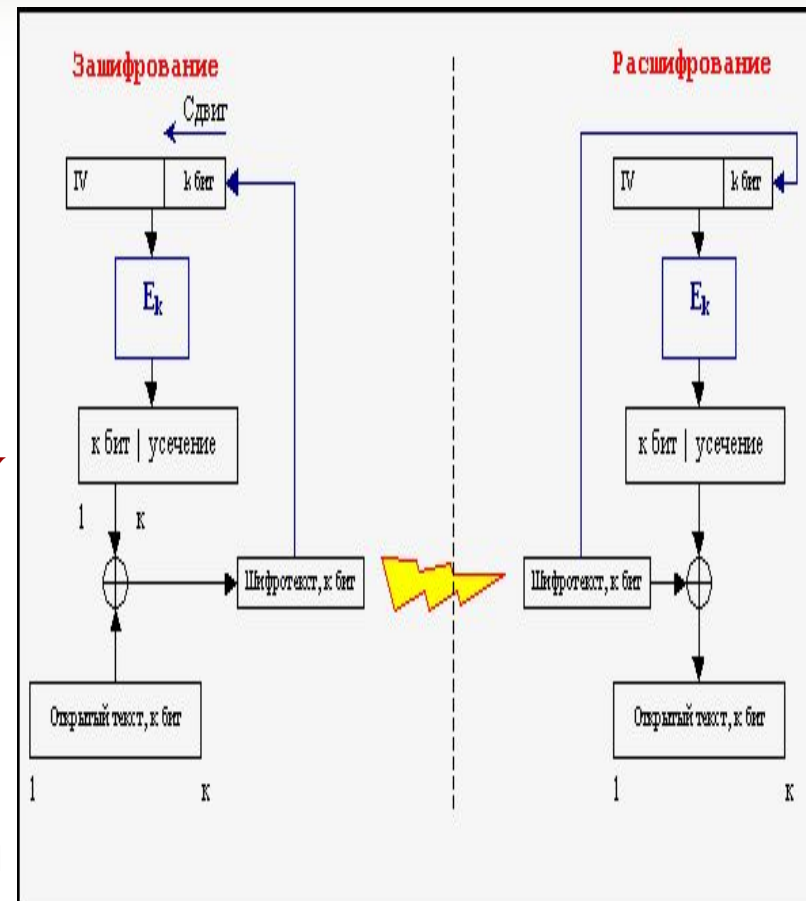 Зашифрование
Сдвиг
IV
k бит
Ek
к бит | усечение
1 к
Шифротекст, к бит
Открытый текст, к бит
1 к
Расшифрование
IV
k бит
Ek
к бит | усечение
Шифротекст, к бит
Открытый текст, к бит
1 к